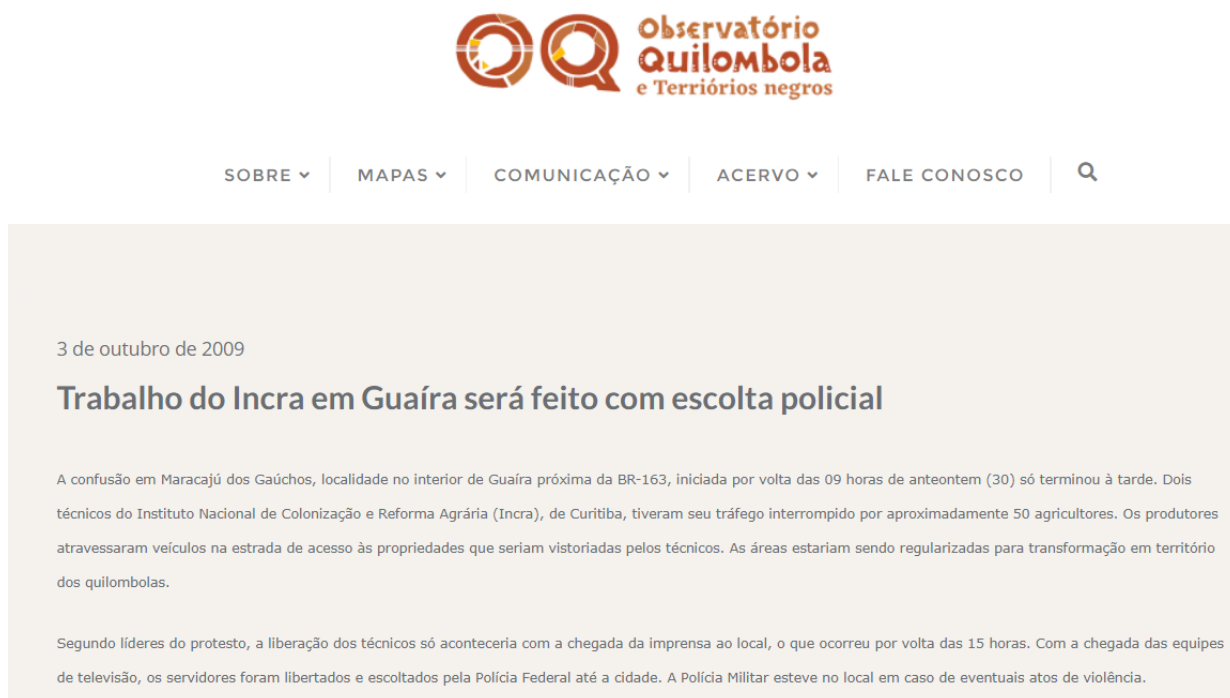 Observatório
Quilombola
e Terriórios negros
SOBRE
MAPAS
COMUNICAÇÃO
ACERVO
FALE CONOSCO
3 de outubro de 2009
Trabalho do Incra em Guaíra será feito com escolta policial
A confusão em Maracajú dos Gaúchos, localidade no interior de Guaíra próxima da BR-163, iniciada por volta das 09 horas de anteontem (30) só terminou à tarde. Dois
técnicos do Instituto Nacional de Colonização e Reforma Agrária (Incra), de Curitiba, tiveram seu tráfego interrompido por aproximadamente 50 agricultores. Os produtores
atravessaram veículos na estrada de acesso às propriedades que seriam vistoriadas pelos técnicos. As áreas estariam sendo regularizadas para transformação em território
dos quilombolas.
Segundo líderes do protesto, a liberação dos técnicos só aconteceria com a chegada da imprensa ao local, o que ocorreu por volta das 15 horas. Com a chegada das equipes
de televisão, os servidores foram libertados e escoltados pela Polícia Federal até a cidade. A Polícia Militar esteve no local em caso de eventuais atos de violência.